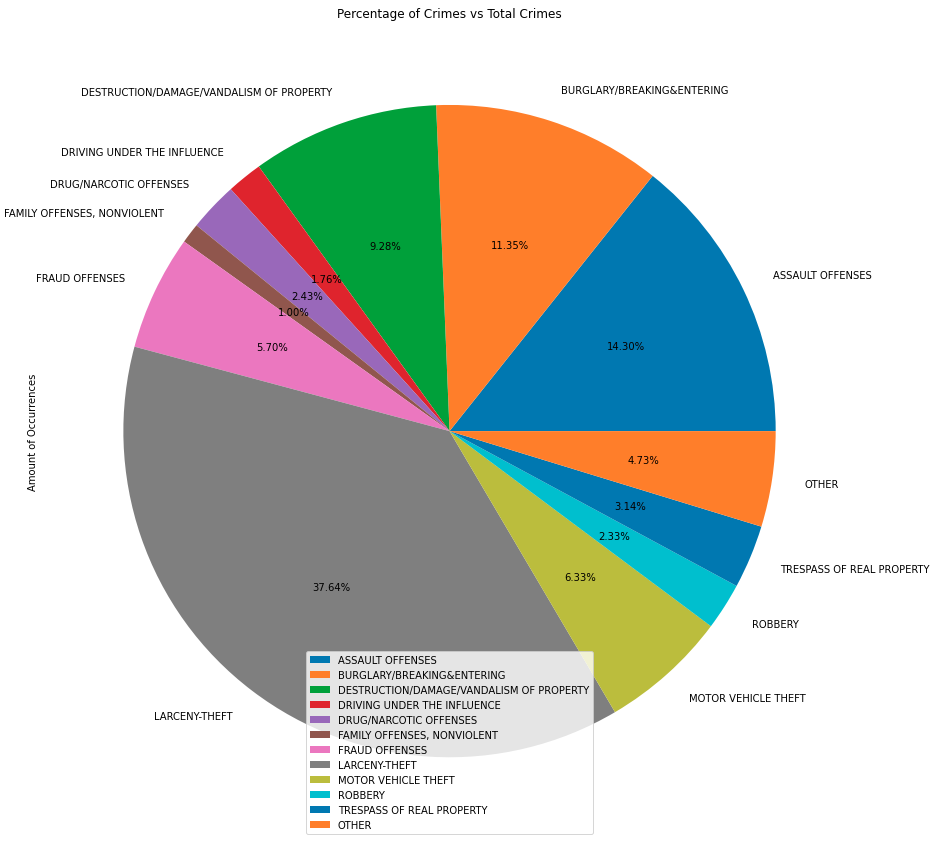 Percentage of Crimes vs Total Crimes
BURGLARY/BREAKING&ENTERING
DESTRUCTION/DAMAGE/VANDALISM OF PROPERTY
DRIVING UNDER THE INFLUENCE
DRUG/NARCOTIC OFFENSES
FAMILY OFFENSES, NONVIOLENT
FRAUD OFFENSES
ASSAULT OFFENSES
9.28%
11.35%
1.76%
2.43%
1.00%
5.70%
14.30%
Amount of Occurrences
4.73%
OTHER
3.14%
2.33%
TRESPASS OF REAL PROPERTY
6.33%
37.64%
ROBBERY
MOTOR VEHICLE THEFT
LARCENY-THEFT
ASSAULT OFFENSES
BURGLARY/BREAKING&ENTERING
DESTRUCTION/DAMAGE/VANDALISM OF PROPERTY
DRIVING UNDER THE INFLUENCE
DRUG/NARCOTIC OFFENSES
FAMILY OFFENSES, NONVIOLENT
FRAUD OFFENSES
LARCENY-THEFT
MOTOR VEHICLE THEFT
ROBBERY
TRESPASS OF REAL PROPERTY
OTHER